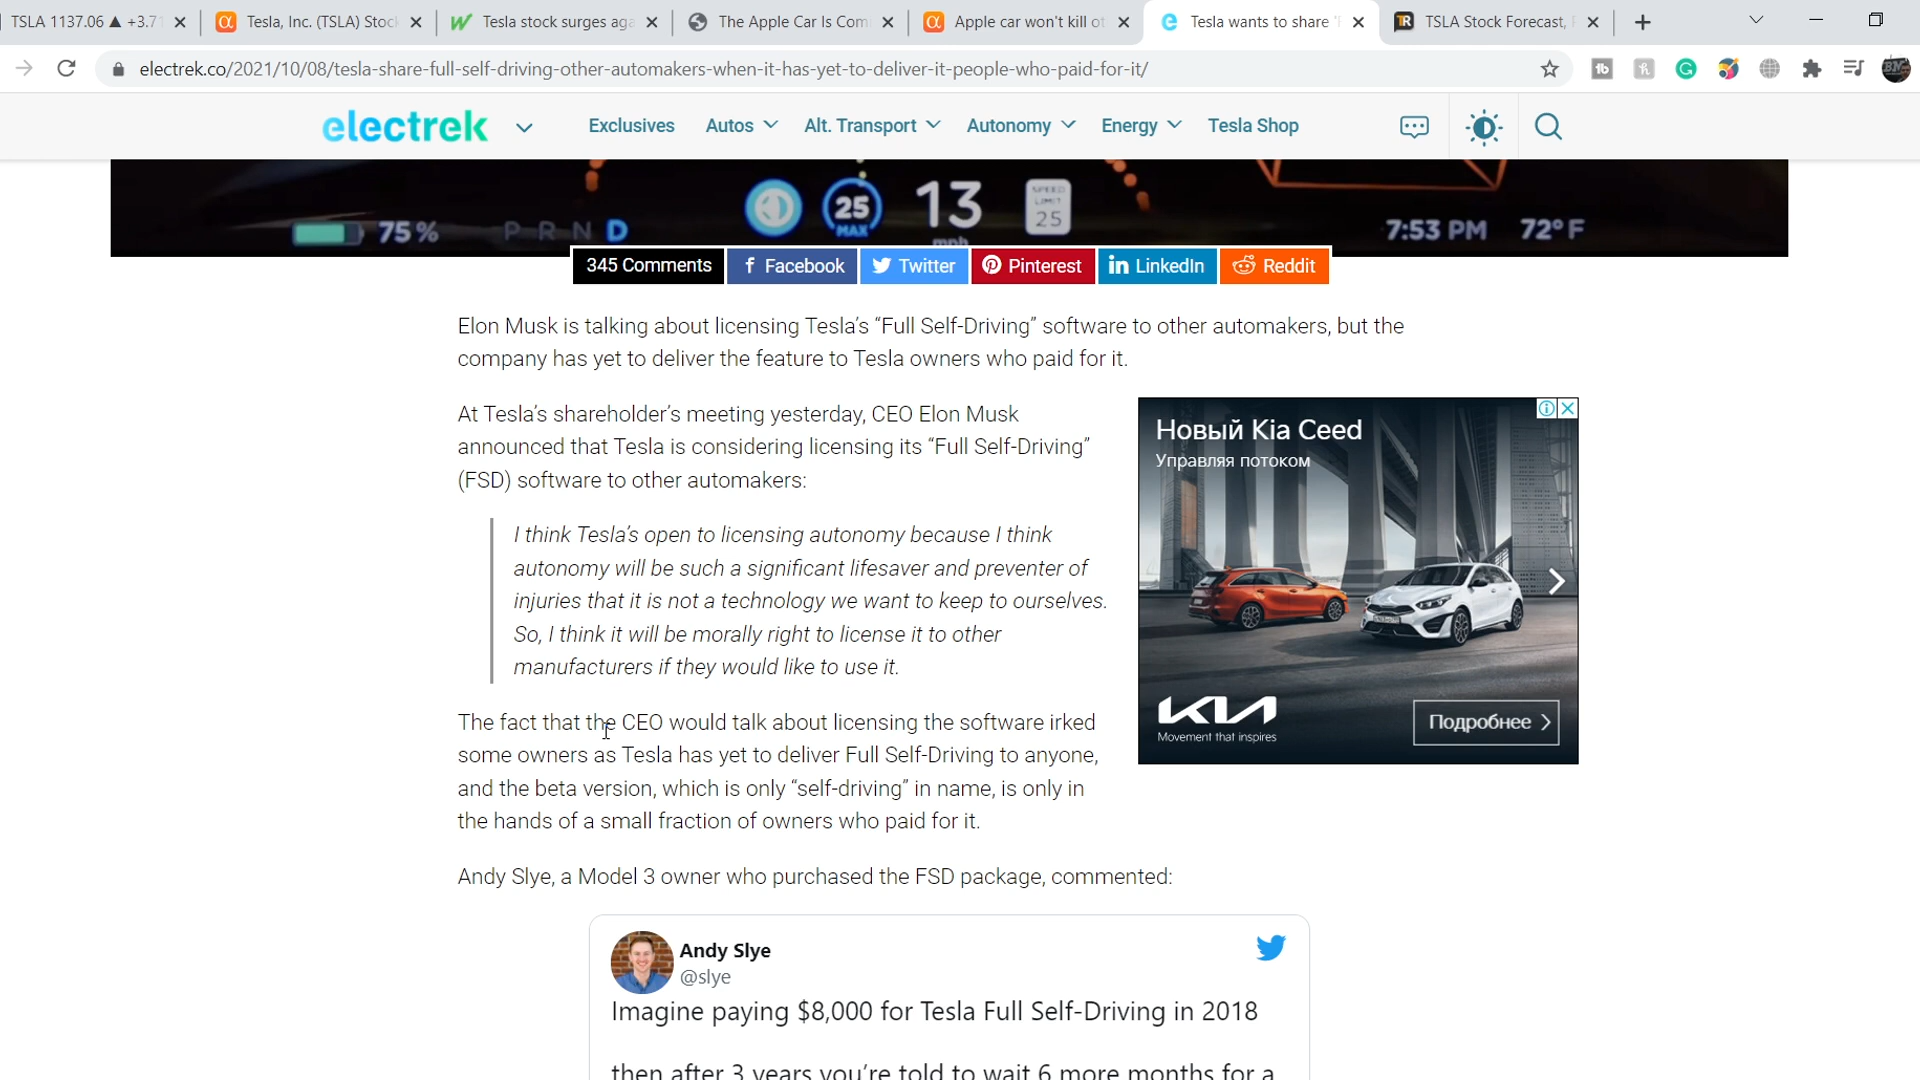 TSLA 1137.06 ▲ +3.71
Tesla, Inc. (TSLA) Stoc
Tesla stock surges aga
The Apple Car Is Com
Apple car won't kill ot
Tesla wants to share
TSLA Stock Forecast,
electrek.co/2021/10/08/tesla-share-full-self-driving-other-automakers-when-it-has-yet-to-deliver-it-people-who-paid-for-it/
electrek
Exclusives Autos Alt. Transport Autonomy Energy Tesla Shop
75 % P R N D 25 MAX 13 mph SPEED LIMIT 25 7:53 PM 72°F
345 Comments Facebook Twitter Pinterest LinkedIn Reddit
Elon Musk is talking about licensing Tesla's “Full Self-Driving” software to other automakers, but the
company has yet to deliver the feature to Tesla owners who paid for it.
At Tesla's shareholder's meeting yesterday, CEO Elon Musk
announced that Tesla is considering licensing its “Full Self-Driving”
(FSD) software to other automakers:
I think Tesla's open to licensing autonomy because I think
autonomy will be such a significant lifesaver and preventer of
injuries that it is not a technology we want to keep to ourselves.
So, I think it will be morally right to license it to other
manufacturers if they would like to use it.
The fact that the CEO would talk about licensing the software irked
some owners as Tesla has yet to deliver Full Self-Driving to anyone,
and the beta version, which is only “self-driving” in name, is only in
the hands of a small fraction of owners who paid for it.
Новый Kia Ceed
Управляя потоком
KIA
Movement that inspires
Подробнее
Andy Slye, a Model 3 owner who purchased the FSD package, commented:
Andy Slye
@slye
Imagine paying $8,000 for Tesla Full Self-Driving in 2018
then after 3 years you're told to wait 6 more months for a